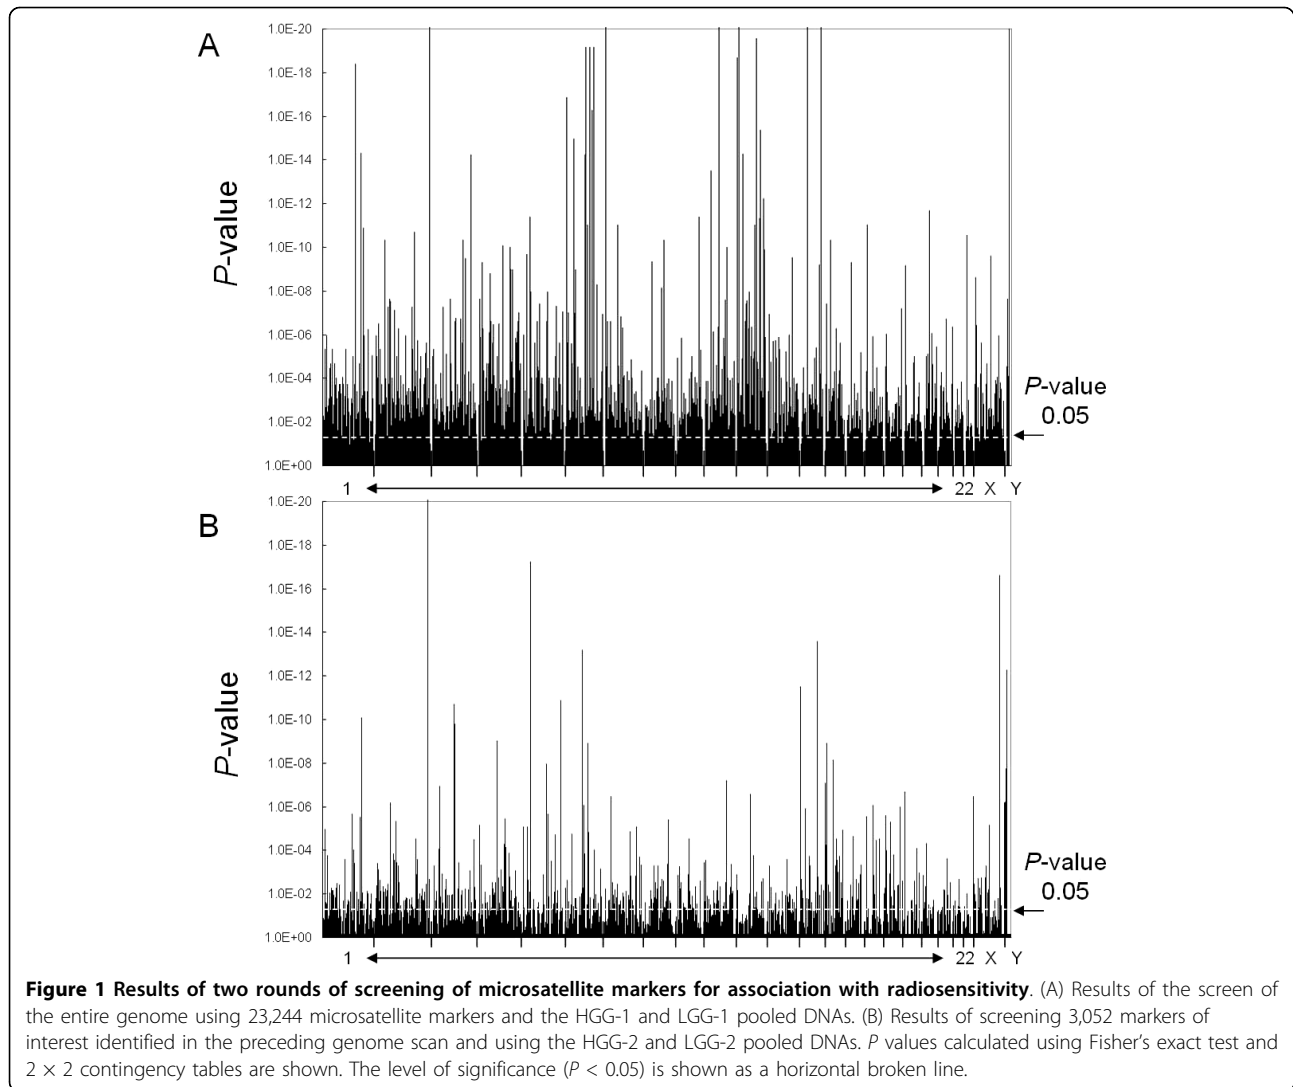 A
P-value
1.0E-20
1.0E-18
1.0E-16
1.0E-14
1.0E-12
1.0E-10
1.0E-08
1.0E-06
1.0E-04
1.0E-02
1.0E+00
P-value
0.05
1 22 X Y
B
P-value
1.0E-20
1.0E-18
1.0E-16
1.0E-14
1.0E-12
1.0E-10
1.0E-08
1.0E-06
1.0E-04
1.0E-02
1.0E+00
P-value
0.05
1 22 X Y
Figure 1 Results of two rounds of screening of microsatellite markers for association with radiosensitivity. (A) Results of the screen of
the entire genome using 23,244 microsatellite markers and the HGG-1 and LGG-1 pooled DNAs. (B) Results of screening 3,052 markers of
interest identified in the preceding genome scan and using the HGG-2 and LGG-2 pooled DNAs. P values calculated using Fisher's exact test and
2 × 2 contingency tables are shown. The level of significance (P < 0.05) is shown as a horizontal broken line.